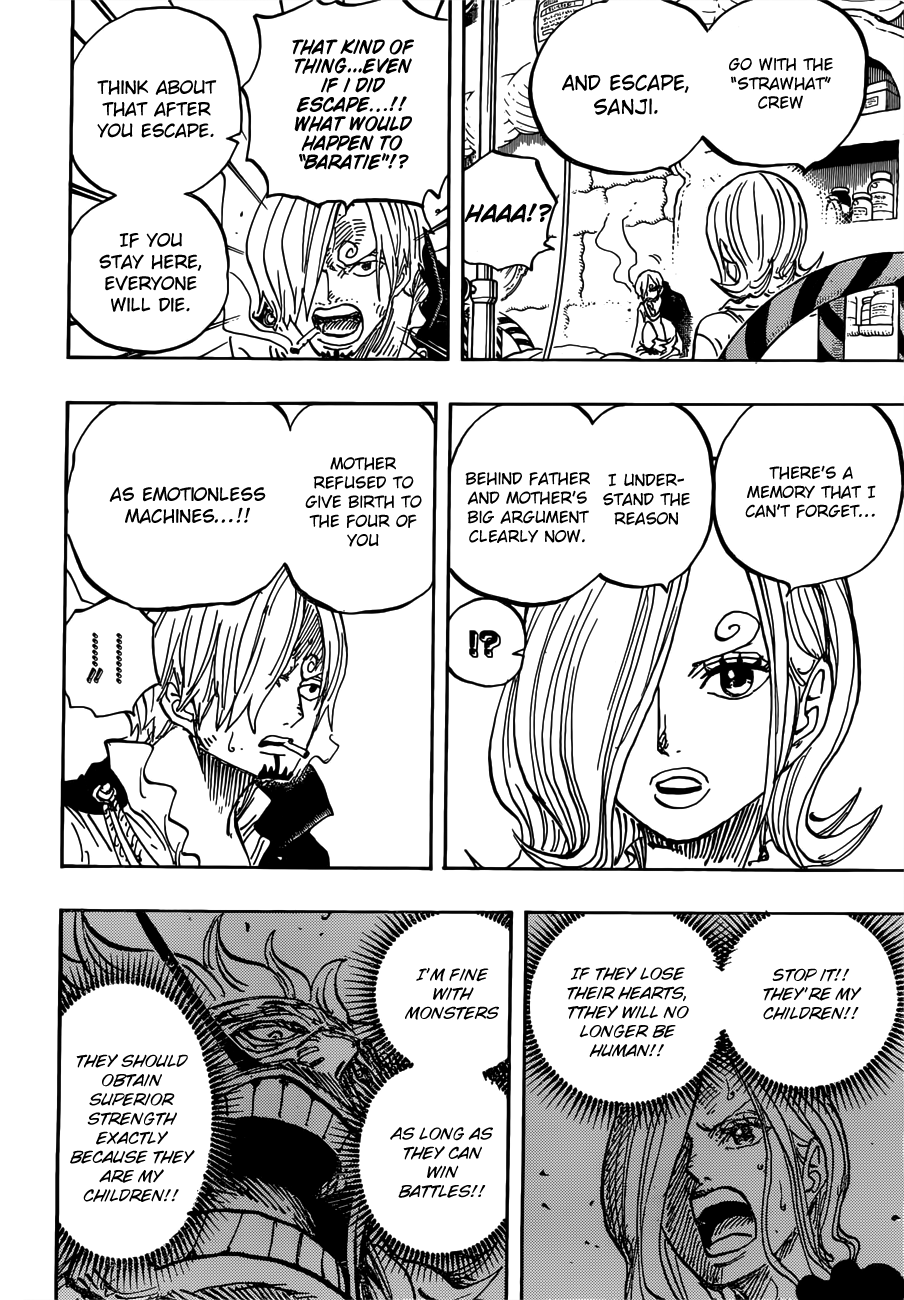 GO WITH THE
"STRAWHAT"
CREW
AND ESCAPE,
SANJI.
HAAA!?
THAT KIND OF
THING...EVEN
IF I DID
ESCAPE...!!
WHAT WOULD
HAPPEN TO
"BARATIE"!?
THINK ABOUT
THAT AFTER
YOU ESCAPE.
IF YOU
STAY HERE,
EVERYONE
WILL DIE.
THERE'S A
MEMORY THAT I
CAN'T FORGET...
I UNDER-
STAND THE
REASON
BEHIND FATHER
AND MOTHER'S
BIG ARGUMENT
CLEARLY NOW.
!?
MOTHER
REFUSED TO
GIVE BIRTH TO
THE FOUR OF
YOU
AS EMOTIONLESS
MACHINES...!!
..........
..........!!
STOP IT!!
THEY'RE MY
CHILDREN!!
IF THEY LOSE
THEIR HEARTS,
TTHEY WILL NO
LONGER BE
HUMAN!!
I'M FINE
WITH
MONSTERS
AS LONG AS
THEY CAN
WIN
BATTLES!!
THEY SHOULD
OBTAIN
SUPERIOR
STRENGTH
EXACTLY
BECAUSE THEY
ARE MY
CHILDREN!!